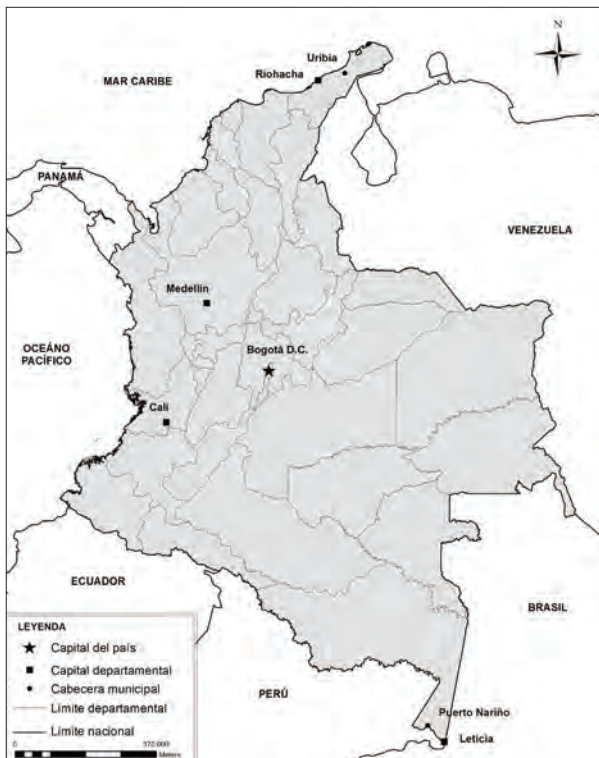 N
Uribia
Riohacha
MAR CARIBE
PANAMÁ
VENEZUELA
Medellín
OCEÁNO
PACÍFICO
Bogotá D.C.
Cali
ECUADOR
BRASIL
LEYENDA
Capital del país
Capital departamental
Cabecera municipal
Límite departamental
Límite nacional
0 370.000
Meters
PERÚ
Puerto Nariño
Leticia